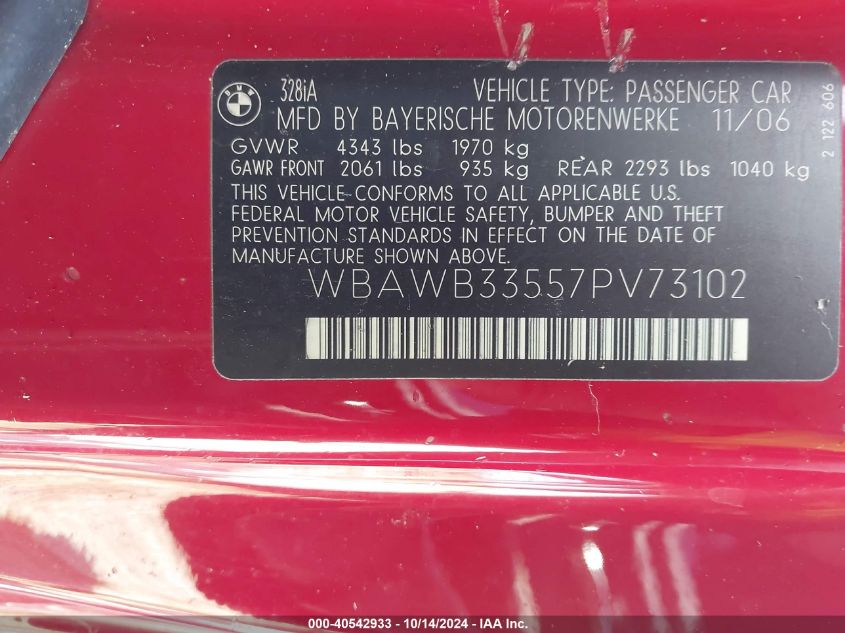 BMW
328iA VEHICLE TYPE: PASSENGER CAR
MFD BY BAYERISCHE MOTORENWERKE 11/06
GVWR 4343 lbs 1970 kg
GAWR FRONT 2061 lbs 935 kg REAR 2293 lbs 1040 kg
THIS VEHICLE CONFORMS TO ALL APPLICABLE U.S.
FEDERAL MOTOR VEHICLE SAFETY, BUMPER AND THEFT
PREVENTION STANDARDS IN EFFECT ON THE DATE OF
MANUFACTURE SHOWN ABOVE.
WBAWB33557PV73102
2 122 606
000-40542933 - 10/14/2024 - IAA Inc.